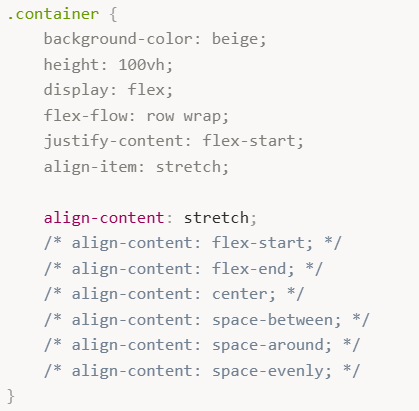 .container {
    background-color: beige;
    height: 100vh;
    display: flex;
    flex-flow: row wrap;
    justify-content: flex-start;
    align-item: stretch;

    align-content: stretch;
    /* align-content: flex-start; */
    /* align-content: flex-end; */
    /* align-content: center; */
    /* align-content: space-between; */
    /* align-content: space-around; */
    /* align-content: space-evenly; */
}